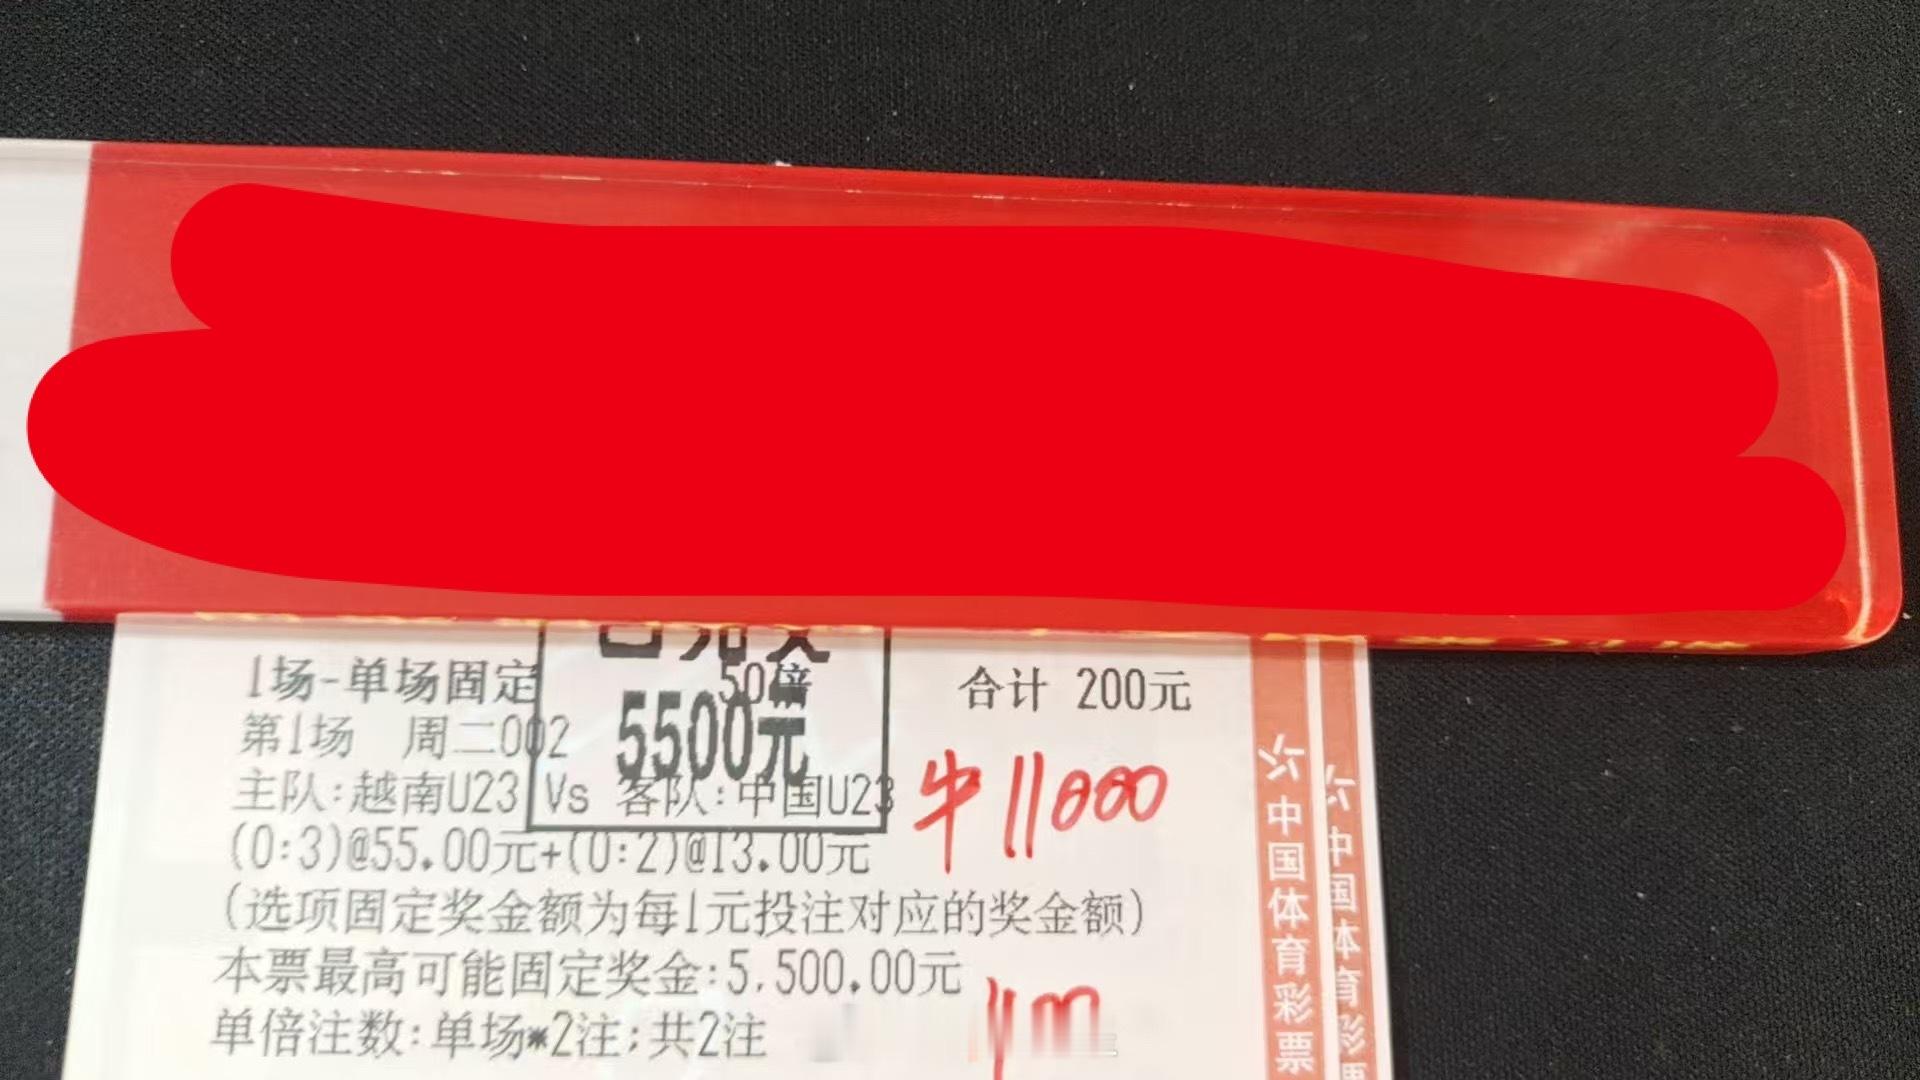 1场-单场固定 50倍 合计 200元
5500元
第1场 周二002
主队:越南U23 Vs 客队:中国U23
中11000
(0:3)@55.00元+(0:2)@13.00元
(选项固定奖金额为每1元投注对应的奖金额)
本票最高可能固定奖金:5,500.00元
单倍注数:单场*2注;共2注
中国体育彩票
中国体育彩票